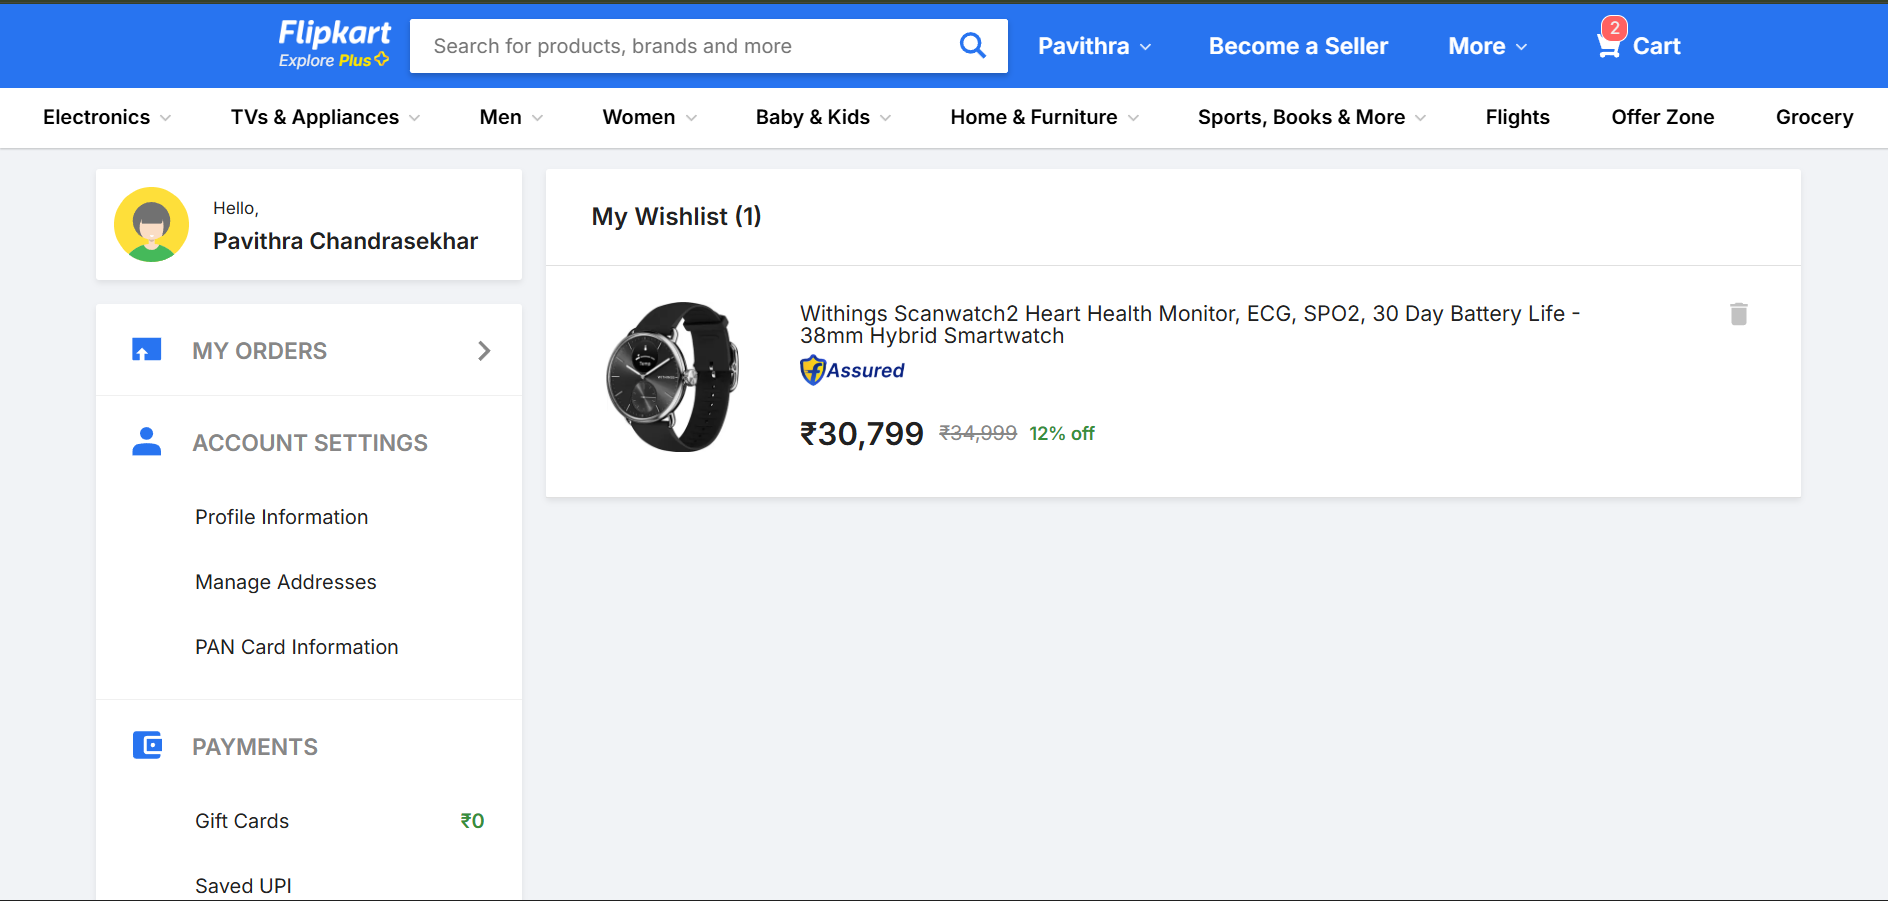 Flipkart
Explore Plus
Search for products, brands and more
Pavithra
Become a Seller
More
2
Cart
Electronics
TVs & Appliances
Men
Women
Baby & Kids
Home & Furniture
Sports, Books & More
Flights
Offer Zone
Grocery
Hello,
Pavithra Chandrasekhar
MY ORDERS
ACCOUNT SETTINGS
Profile Information
Manage Addresses
PAN Card Information
PAYMENTS
Gift Cards ₹0
Saved UPI
My Wishlist (1)
Withings Scanwatch2 Heart Health Monitor, ECG, SPO2, 30 Day Battery Life -
38mm Hybrid Smartwatch
f Assured
₹30,799 ₹34,999 12% off